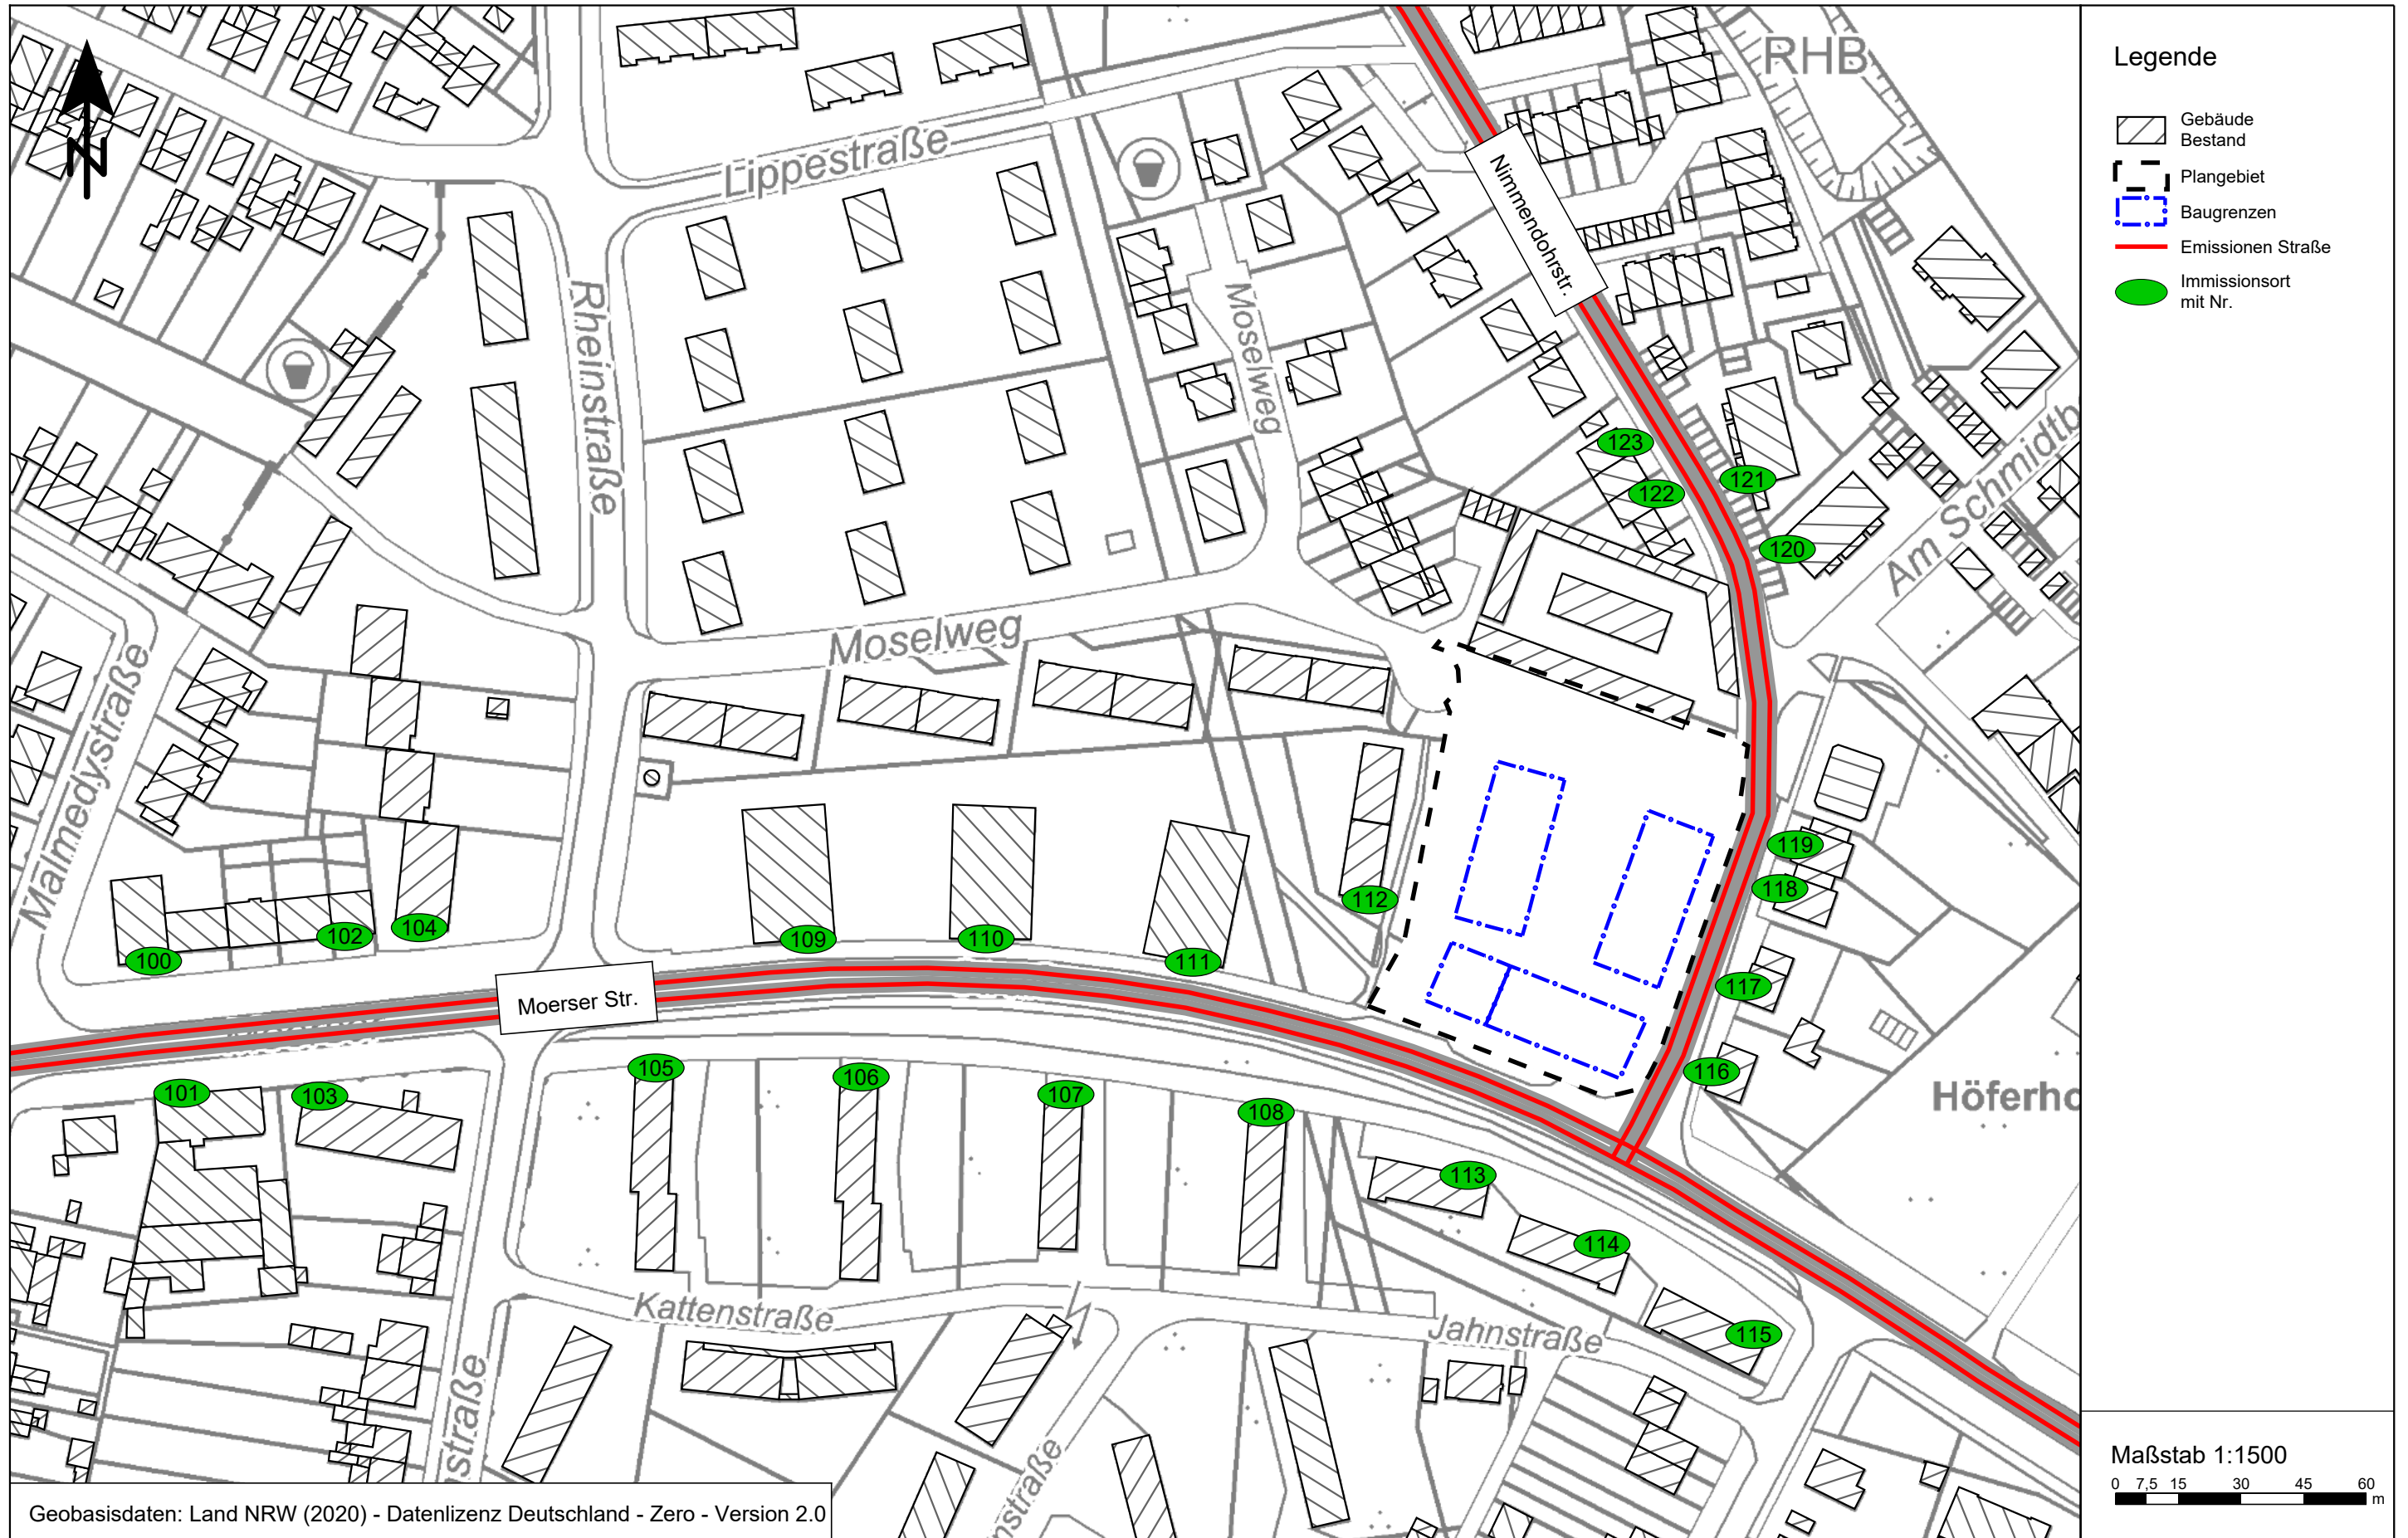 RHB
Lippestraße
Nimmendohrstr.
Rheinstraße
Moselweg
Am Schmidtb
123
122
121
120
Moselweg
Malmedystraße
119
118
112
117
116
104
102
100
109
110
111
Moerser Str.
105
106
107
108
101
103
113
114
115
Höferho
Kattenstraße
Jahnstraße
straße
nstraße
N
Geobasisdaten: Land NRW (2020) - Datenlizenz Deutschland - Zero - Version 2.0
Legende
Gebäude
Bestand
Plangebiet
Baugrenzen
Emissionen Straße
Immissionsort
mit Nr.
Maßstab 1:1500
0 7,5 15 30 45 60
m